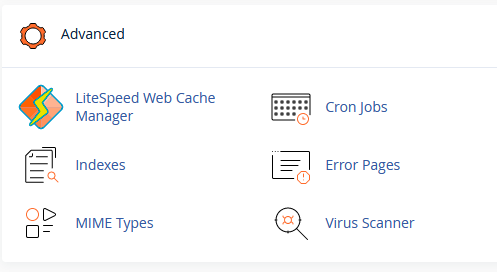 Advanced
LiteSpeed Web Cache
Manager
Cron Jobs
Indexes
Error Pages
MIME Types
Virus Scanner